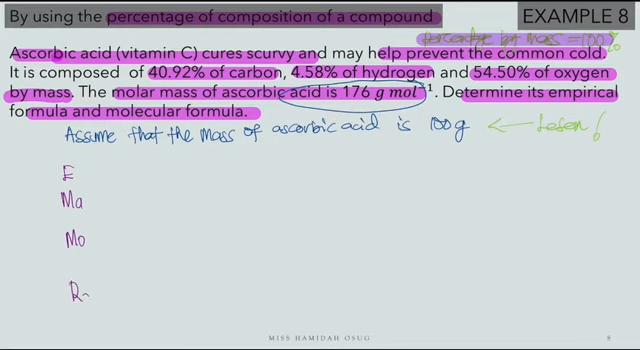 By using the percentage of composition of a compound
EXAMPLE 8
percentage by mass = 100%
Ascorbic acid (vitamin C) cures scurvy and may help prevent the common cold.
It is composed of 40.92% of carbon, 4.58% of hydrogen and 54.50% of oxygen
by mass. The molar mass of ascorbic acid is 176 g mol⁻¹. Determine its empirical
formula and molecular formula.
Assume that the mass of ascorbic acid is 100g ←
E
Ma
Mo
R
MISS HAMIDAH OSUG
8